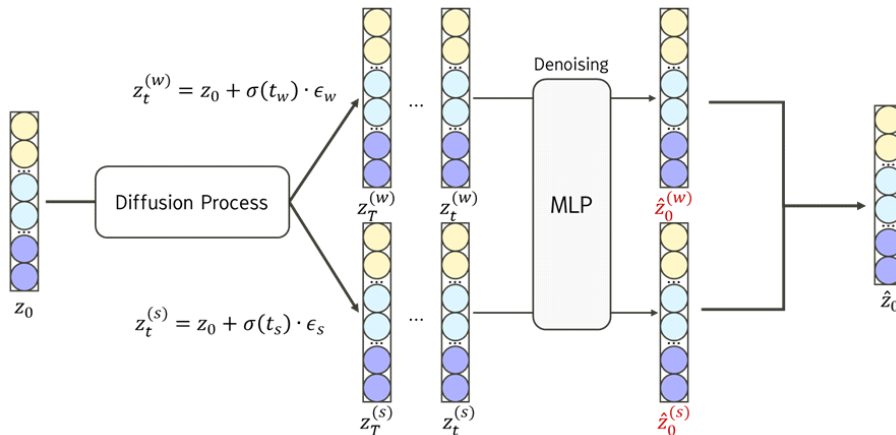 Denoising
z_t^{(w)} = z_0 + σ(t_w) · ϵ_w
...
Diffusion Process
MLP
z_0
z_T^{(w)}
z_t^{(w)}
ẑ_0^{(w)}
ẑ_0
z_t^{(s)} = z_0 + σ(t_s) · ϵ_s
...
z_T^{(s)}
z_t^{(s)}
ẑ_0^{(s)}